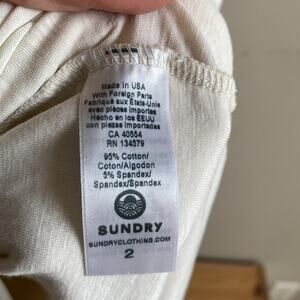 Made in USA
With Foreign Parts
Fabriqué aux États-Unis
avec pièces importées
Hecho en los EEUU
con piezas importadas
CA 40554
RN 134579
95% Cotton/
Coton/Algodon
5% Spandex/
Spandex/Spandex
SUNDRY
SUNDRYCLOTHING.COM
2